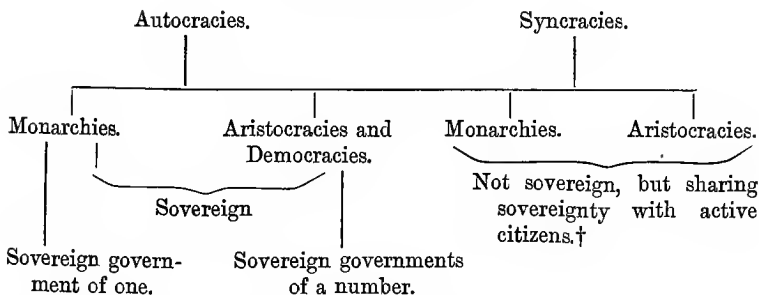 Autocracies. Syncracies.
Monarchies. Aristocracies and Democracies. Monarchies. Aristocracies.
Sovereign
Not sovereign, but sharing
sovereignty with active
citizens.†
Sovereign govern-
ment of one.
Sovereign governments
of a number.